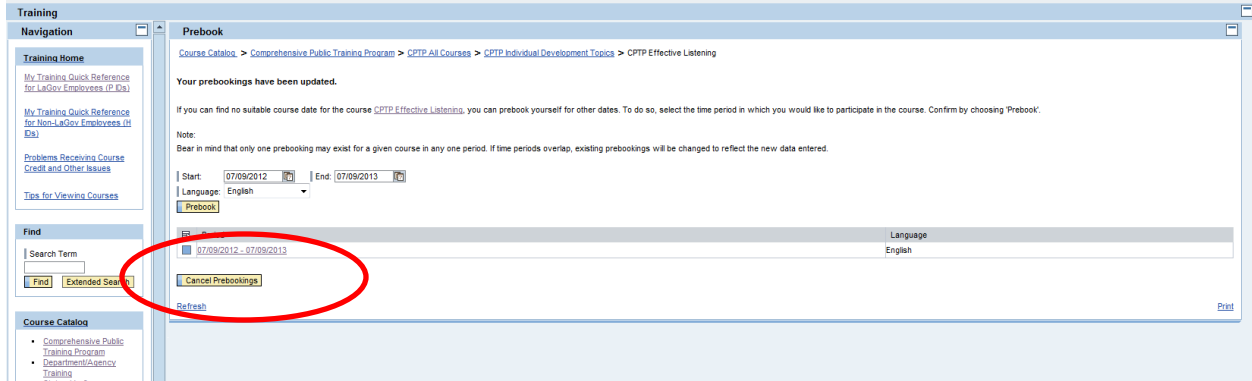 Training
Navigation
Training Home
My Training Quick Reference
for LaGov Employees (P IDs)
My Training Quick Reference
for Non-LaGov Employees (H
IDs)
Problems Receiving Course
Credit and Other Issues
Tips for Viewing Courses
Find
Search Term
Find Extended Search
Course Catalog
Comprehensive Public
Training Program
Department/Agency
Training
Prebook
Course Catalog > Comprehensive Public Training Program > CPTP All Courses > CPTP Individual Development Topics > CPTP Effective Listening
Your prebookings have been updated.
If you can find no suitable course date for the course CPTP Effective Listening, you can prebook yourself for other dates. To do so, select the time period in which you would like to participate in the course. Confirm by choosing 'Prebook'.
Note:
Bear in mind that only one prebooking may exist for a given course in any one period. If time periods overlap, existing prebookings will be changed to reflect the new data entered.
Start: 07/09/2012 End: 07/09/2013
Language: English
Prebook
Language
07/09/2012 - 07/09/2013 English
Cancel Prebookings
Refresh Print